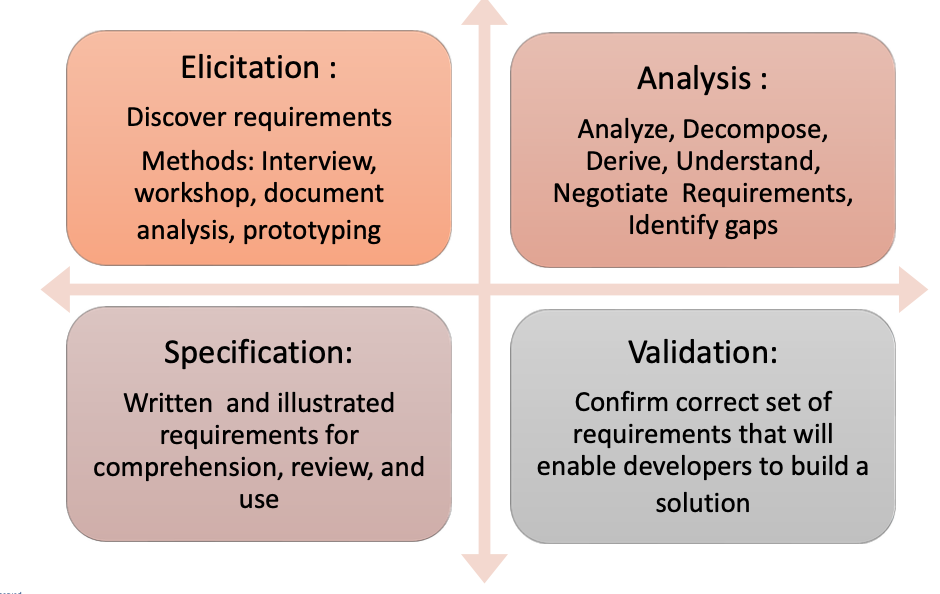 Elicitation :
Discover requirements
Methods: Interview,
workshop, document
analysis, prototyping
Analysis :
Analyze, Decompose,
Derive, Understand,
Negotiate Requirements,
Identify gaps
Specification:
Written and illustrated
requirements for
comprehension, review, and
use
Validation:
Confirm correct set of
requirements that will
enable developers to build a
solution